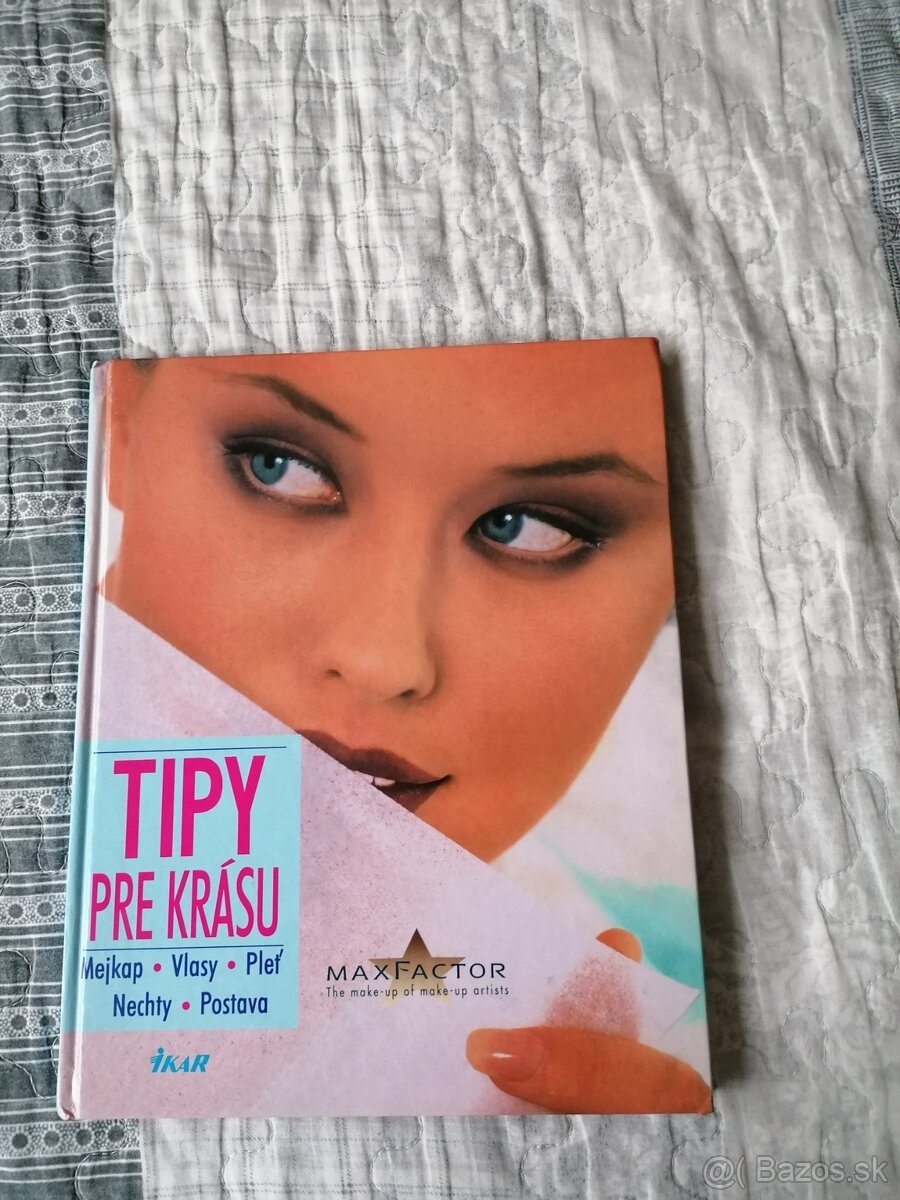 TIPY
PRE KRÁSU
Mejkap • Vlasy • Pleť
Nechty • Postava
MAXFACTOR
The make-up of make-up artists
IKAR
@( Bazos.sk